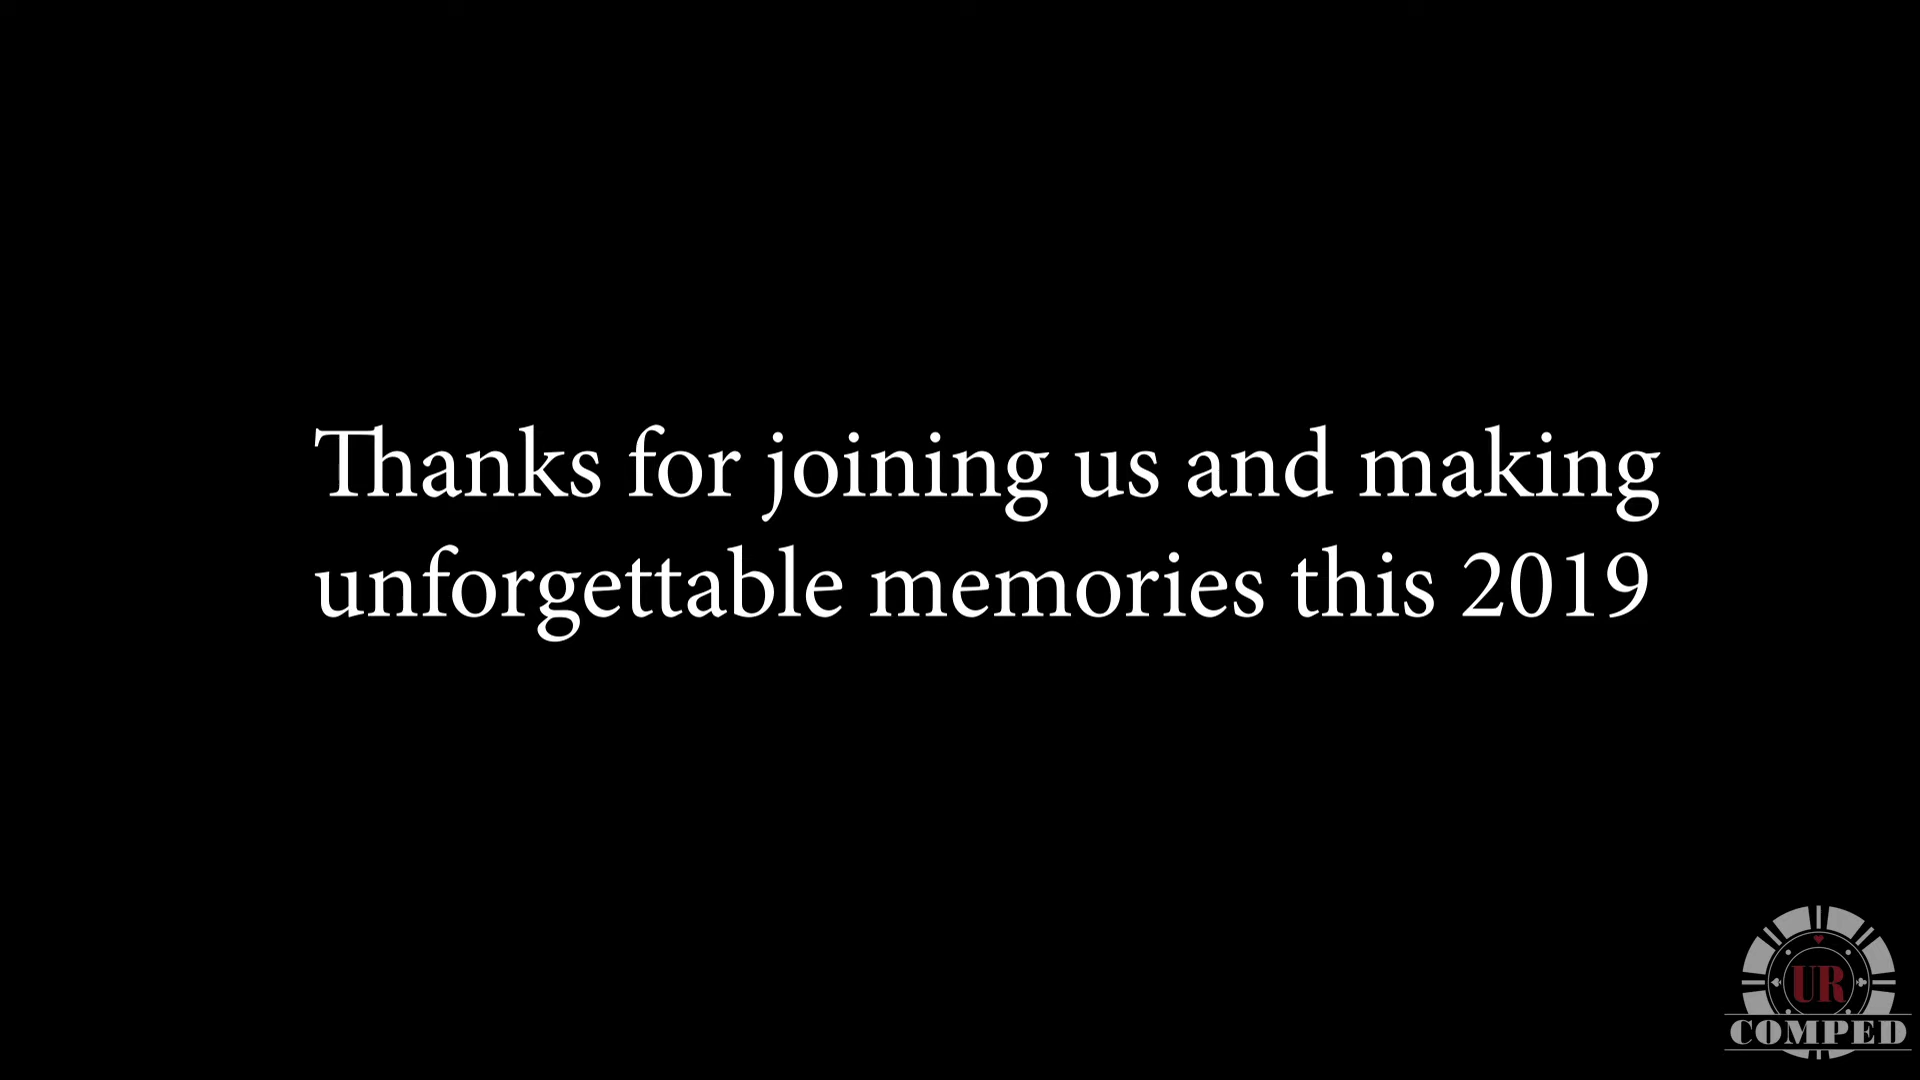 Thanks for joining us and making
unforgettable memories this 2019
UR
COMPED